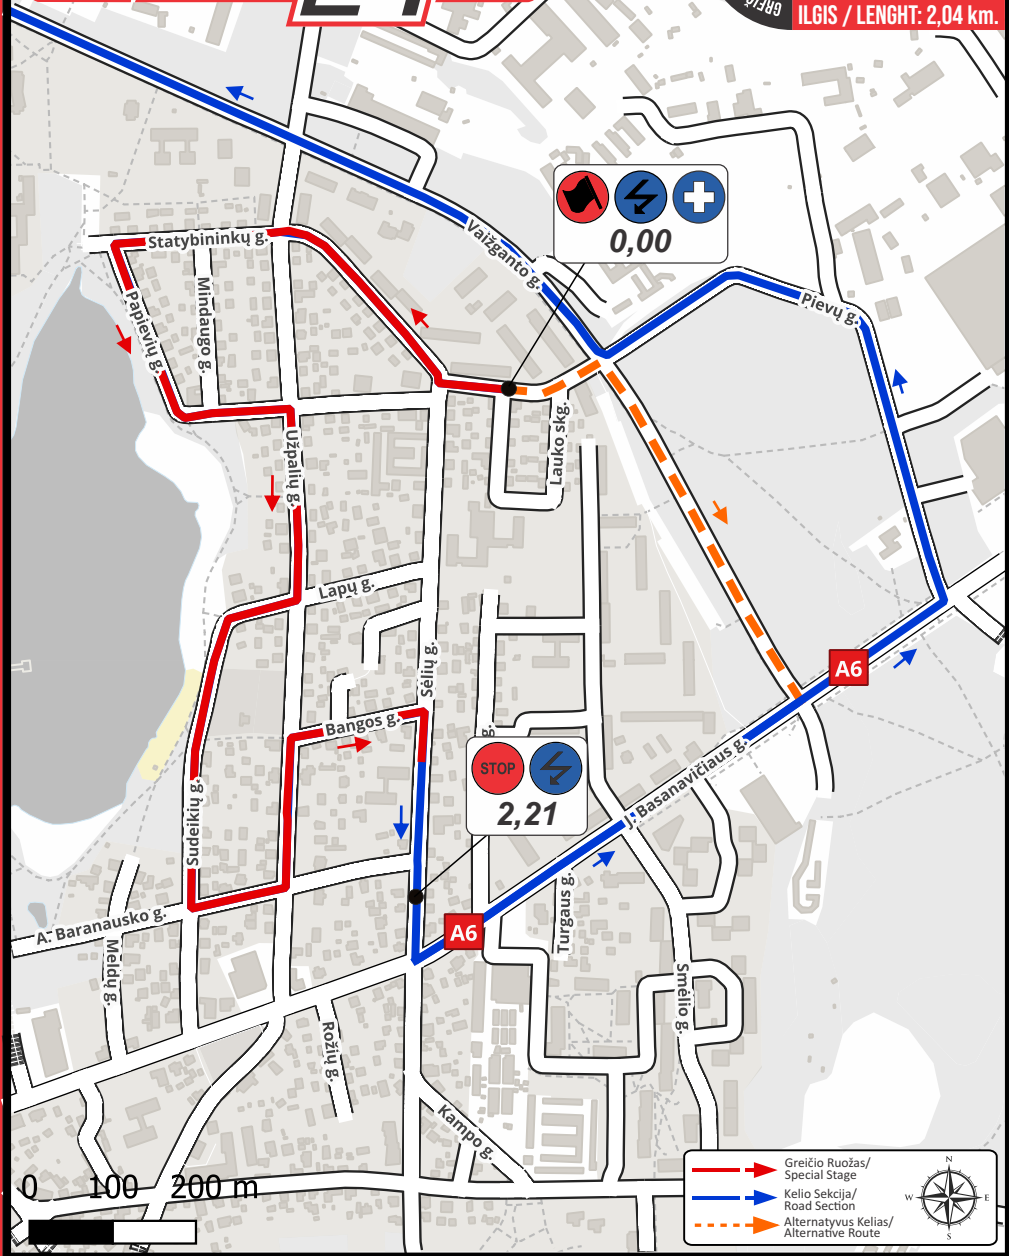 ILGIS / LENGHT: 2,04 km.
Vaižganto g.
0,00
Statybininkų g.
Pievų g.
Papievių g.
Mindaugo g.
Užpalių g.
Lauko skg.
Lapų g.
Sėlių g.
A6
Bangos g.
g.
STOP
2,21
J. Basanavičiaus g.
Sudeikių g.
A. Baranausko g.
A6
Turgaus g.
Meldų g.
Smėlio g.
Rožių g.
Kampo g.
0 100 200 m
Greičio Ruožas/
Special Stage
Kelio Sekcija/
Road Section
Alternatyvus Kelias/
Alternative Route
N
W E
S